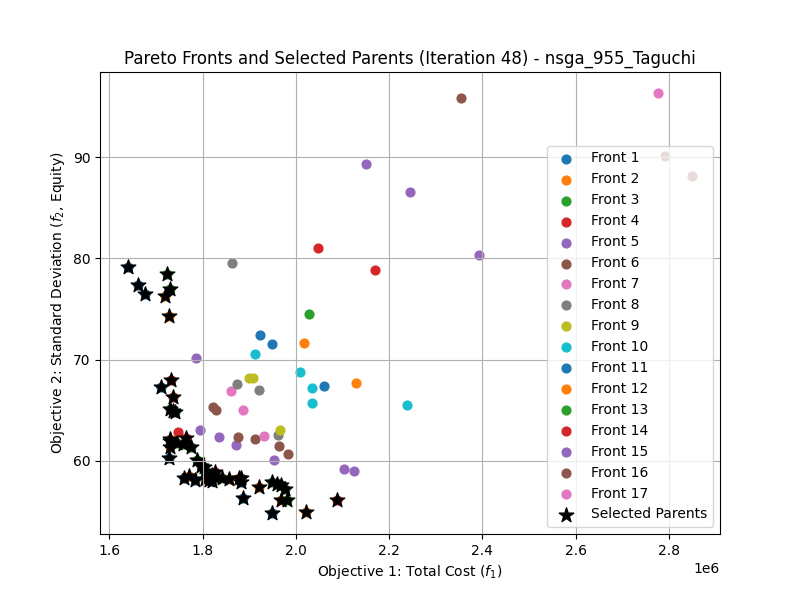 Pareto Fronts and Selected Parents (Iteration 48) - nsga_955_Taguchi
Objective 2: Standard Deviation (f₂, Equity)
90
80
70
60
Front 1
Front 2
Front 3
Front 4
Front 5
Front 6
Front 7
Front 8
Front 9
Front 10
Front 11
Front 12
Front 13
Front 14
Front 15
Front 16
Front 17
Selected Parents
1.6 1.8 2.0 2.2 2.4 2.6 2.8
1e6
Objective 1: Total Cost (f₁)